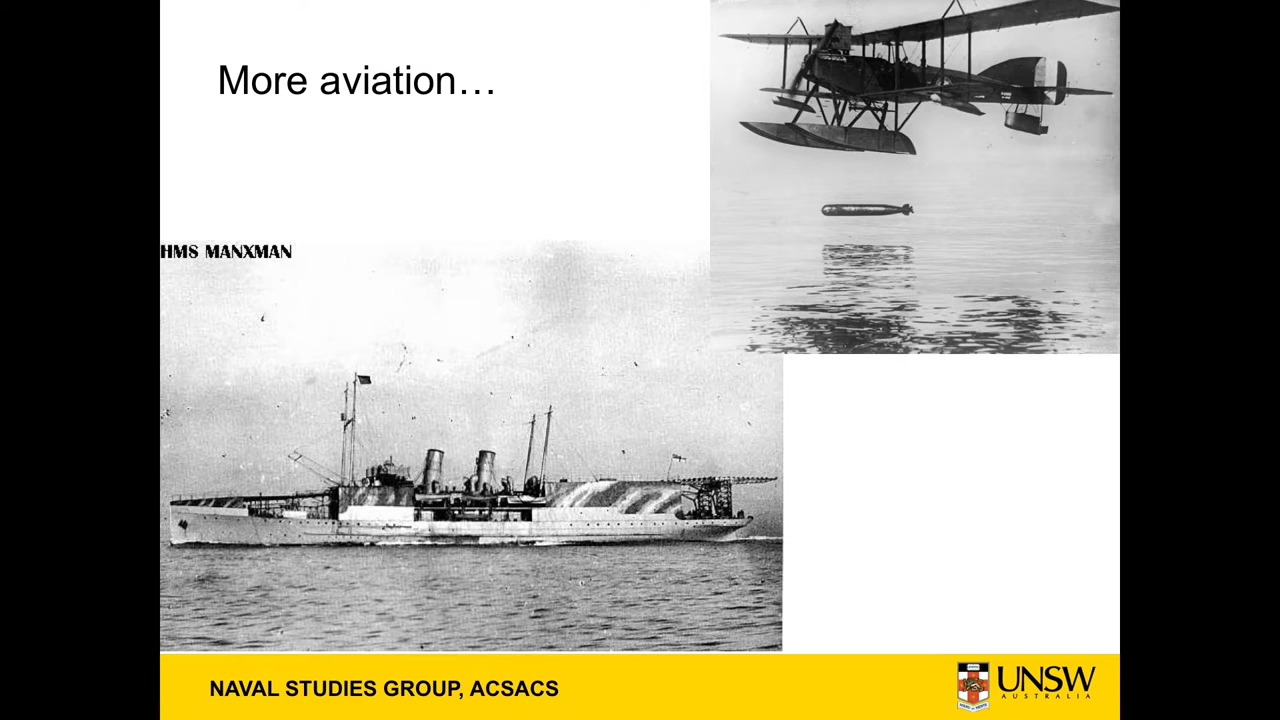 More aviation…
HMS MANXMAN
NAVAL STUDIES GROUP, ACSACS
UNSW
AUSTRALIA